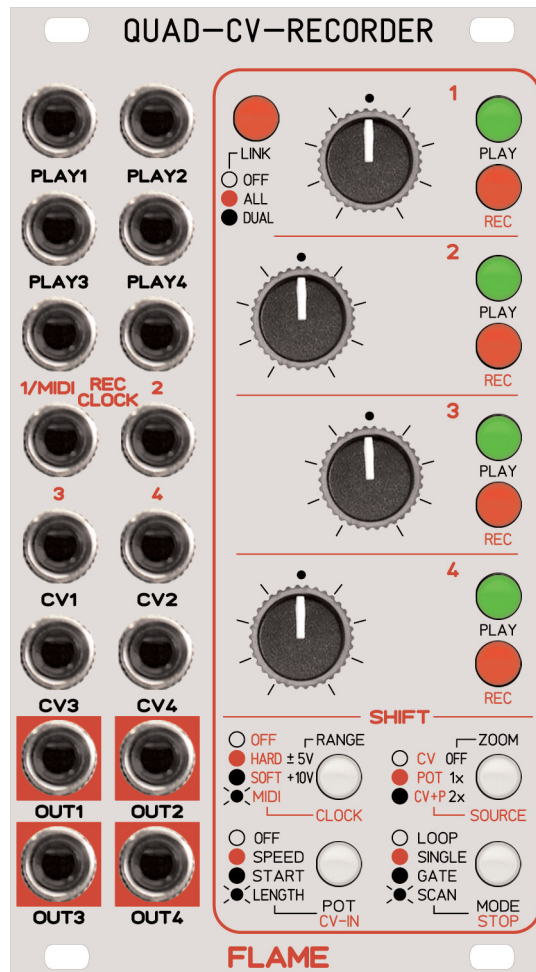 QUAD-CV-RECORDER
PLAY1 PLAY2
PLAY3 PLAY4
1/MIDI REC CLOCK 2
3 4
CV1 CV2
CV3 CV4
OUT1 OUT2
OUT3 OUT4
LINK
OFF
ALL
DUAL
1
PLAY
REC
2
PLAY
REC
3
PLAY
REC
4
PLAY
REC
SHIFT
OFF RANGE
HARD ± 5V
SOFT +10V
MIDI
CLOCK
ZOOM
CV OFF
POT 1x
CV+P 2x
SOURCE
OFF
SPEED
START
LENGTH
POT
CV-IN
LOOP
SINGLE
GATE
SCAN
MODE
STOP
FLAME